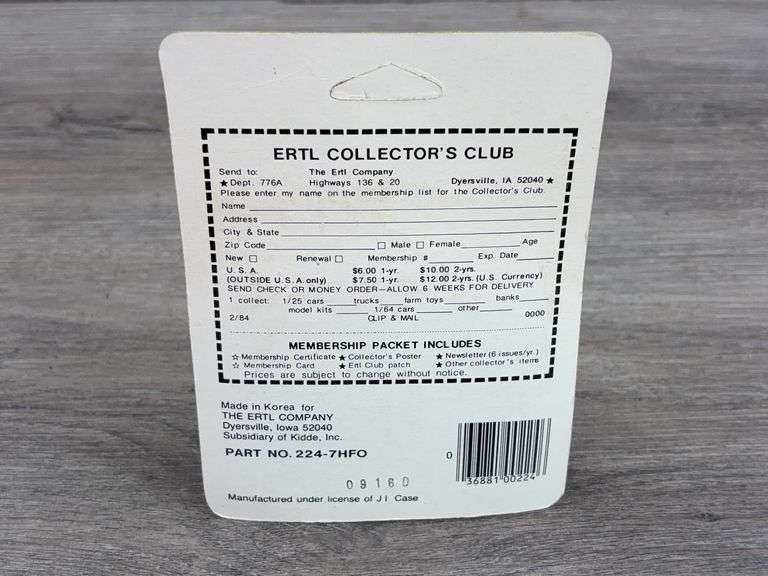 ERTL COLLECTOR'S CLUB
Send to: The Ertl Company
★ Dept. 776A Highways 136 & 20 Dyersville, IA 52040 ★
Please enter my name on the membership list for the Collector's Club.
Name
Address
City & State
Zip Code □ Male □ Female Age
New □ Renewal □ Membership # Exp. Date
U.S.A. $6.00 1-yr. $10.00 2-yrs.
(OUTSIDE U.S.A. only) $7.50 1-yr. $12.00 2-yrs. (U.S. Currency)
SEND CHECK OR MONEY ORDER—ALLOW 6 WEEKS FOR DELIVERY
1 collect: 1/25 cars trucks farm toys banks
model kits 1/64 cars other
2/84 CLIP & MAIL 0000
MEMBERSHIP PACKET INCLUDES
☆ Membership Certificate ★ Collector's Poster ★ Newsletter (6 issues/yr.)
☆ Membership Card ★ Ertl Club patch ★ Other collector's items
Prices are subject to change without notice.
Made in Korea for
THE ERTL COMPANY
Dyersville, Iowa 52040
Subsidiary of Kidde, Inc.
PART NO. 224-7HFO
0 36881 00224
0916D
Manufactured under license of J I Case